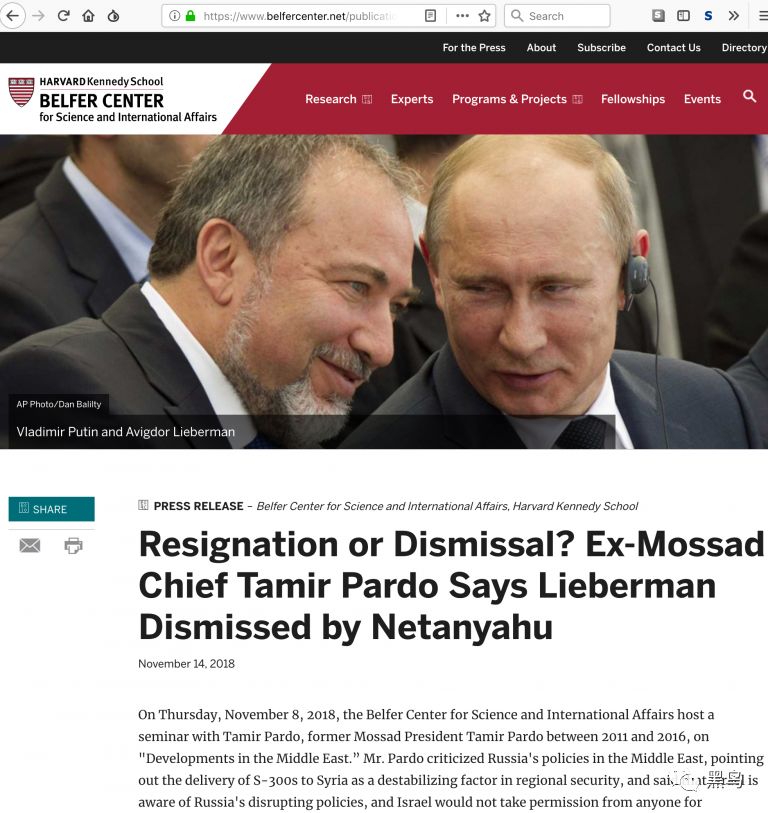 https://www.belfercenter.net/publicatio
Search
For the Press About Subscribe Contact Us Directory
HARVARD Kennedy School
BELFER CENTER
for Science and International Affairs
Research Experts Programs & Projects Fellowships Events
AP Photo/Dan Balilty
Vladimir Putin and Avigdor Lieberman
SHARE
PRESS RELEASE – Belfer Center for Science and International Affairs, Harvard Kennedy School
Resignation or Dismissal? Ex-Mossad
Chief Tamir Pardo Says Lieberman
Dismissed by Netanyahu
November 14, 2018
On Thursday, November 8, 2018, the Belfer Center for Science and International Affairs host a
seminar with Tamir Pardo, former Mossad President Tamir Pardo between 2011 and 2016, on
"Developments in the Middle East.” Mr. Pardo criticized Russia's policies in the Middle East, pointing
out the delivery of S-300s to Syria as a destabilizing factor in regional security, and is
黑鸟
aware of Russia's disrupting policies, and Israel would not take permission from anyone for